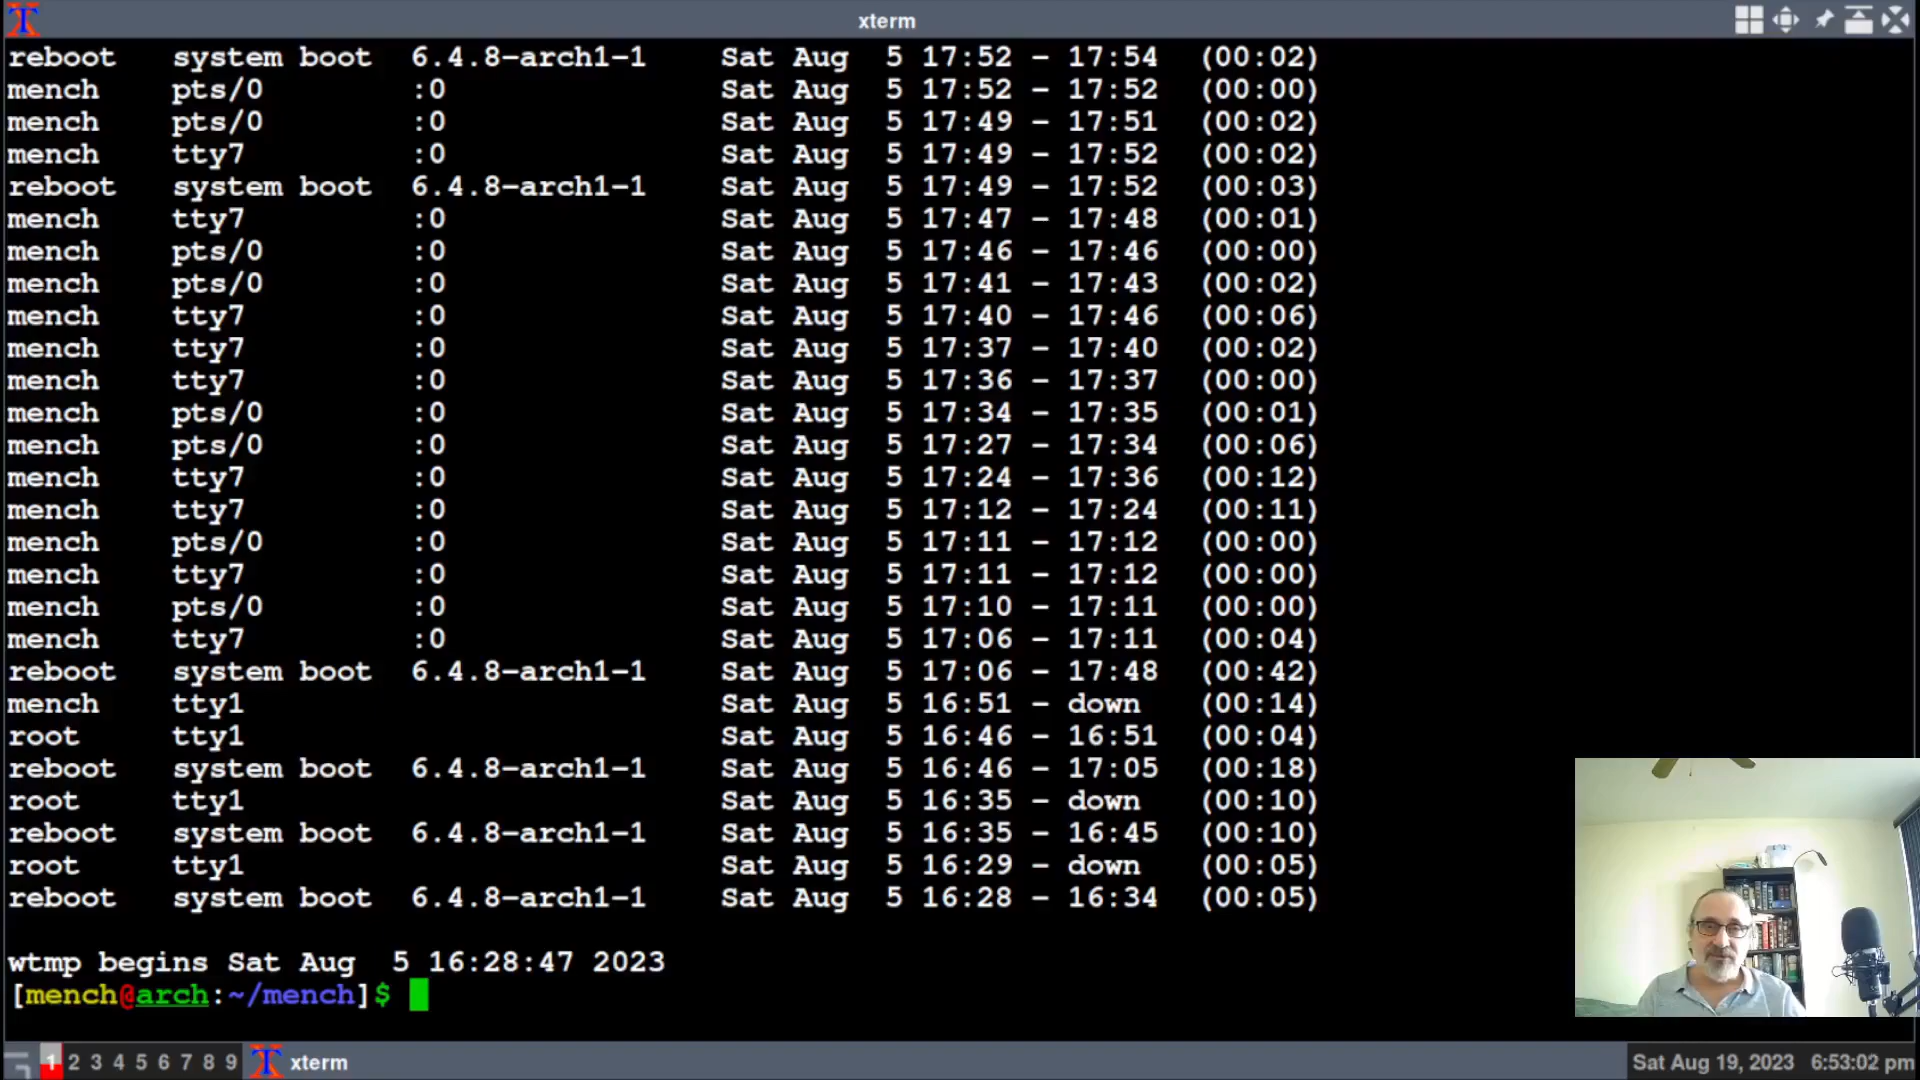 xterm
reboot system boot 6.4.8-arch1-1 Sat Aug 5 17:52 - 17:54 (00:02)
mench pts/0 :0 Sat Aug 5 17:52 - 17:52 (00:00)
mench pts/0 :0 Sat Aug 5 17:49 - 17:51 (00:02)
mench tty7 :0 Sat Aug 5 17:49 - 17:52 (00:02)
reboot system boot 6.4.8-arch1-1 Sat Aug 5 17:49 - 17:52 (00:03)
mench tty7 :0 Sat Aug 5 17:47 - 17:48 (00:01)
mench pts/0 :0 Sat Aug 5 17:46 - 17:46 (00:00)
mench pts/0 :0 Sat Aug 5 17:41 - 17:43 (00:02)
mench tty7 :0 Sat Aug 5 17:40 - 17:46 (00:06)
mench tty7 :0 Sat Aug 5 17:37 - 17:40 (00:02)
mench tty7 :0 Sat Aug 5 17:36 - 17:37 (00:00)
mench pts/0 :0 Sat Aug 5 17:34 - 17:35 (00:01)
mench pts/0 :0 Sat Aug 5 17:27 - 17:34 (00:06)
mench tty7 :0 Sat Aug 5 17:24 - 17:36 (00:12)
mench tty7 :0 Sat Aug 5 17:12 - 17:24 (00:11)
mench pts/0 :0 Sat Aug 5 17:11 - 17:12 (00:00)
mench tty7 :0 Sat Aug 5 17:11 - 17:12 (00:00)
mench pts/0 :0 Sat Aug 5 17:10 - 17:11 (00:00)
mench tty7 :0 Sat Aug 5 17:06 - 17:11 (00:04)
reboot system boot 6.4.8-arch1-1 Sat Aug 5 17:06 - 17:48 (00:42)
mench tty1 Sat Aug 5 16:51 - down (00:14)
root tty1 Sat Aug 5 16:46 - 16:51 (00:04)
reboot system boot 6.4.8-arch1-1 Sat Aug 5 16:46 - 17:05 (00:18)
root tty1 Sat Aug 5 16:35 - down (00:10)
reboot system boot 6.4.8-arch1-1 Sat Aug 5 16:35 - 16:45 (00:10)
root tty1 Sat Aug 5 16:29 - down (00:05)
reboot system boot 6.4.8-arch1-1 Sat Aug 5 16:28 - 16:34 (00:05)
wtmp begins Sat Aug 5 16:28:47 2023
[mench@arch:~/mench]$
1 2 3 4 5 6 7 8 9 xterm Sat Aug 19, 2023 6:53:02 pm